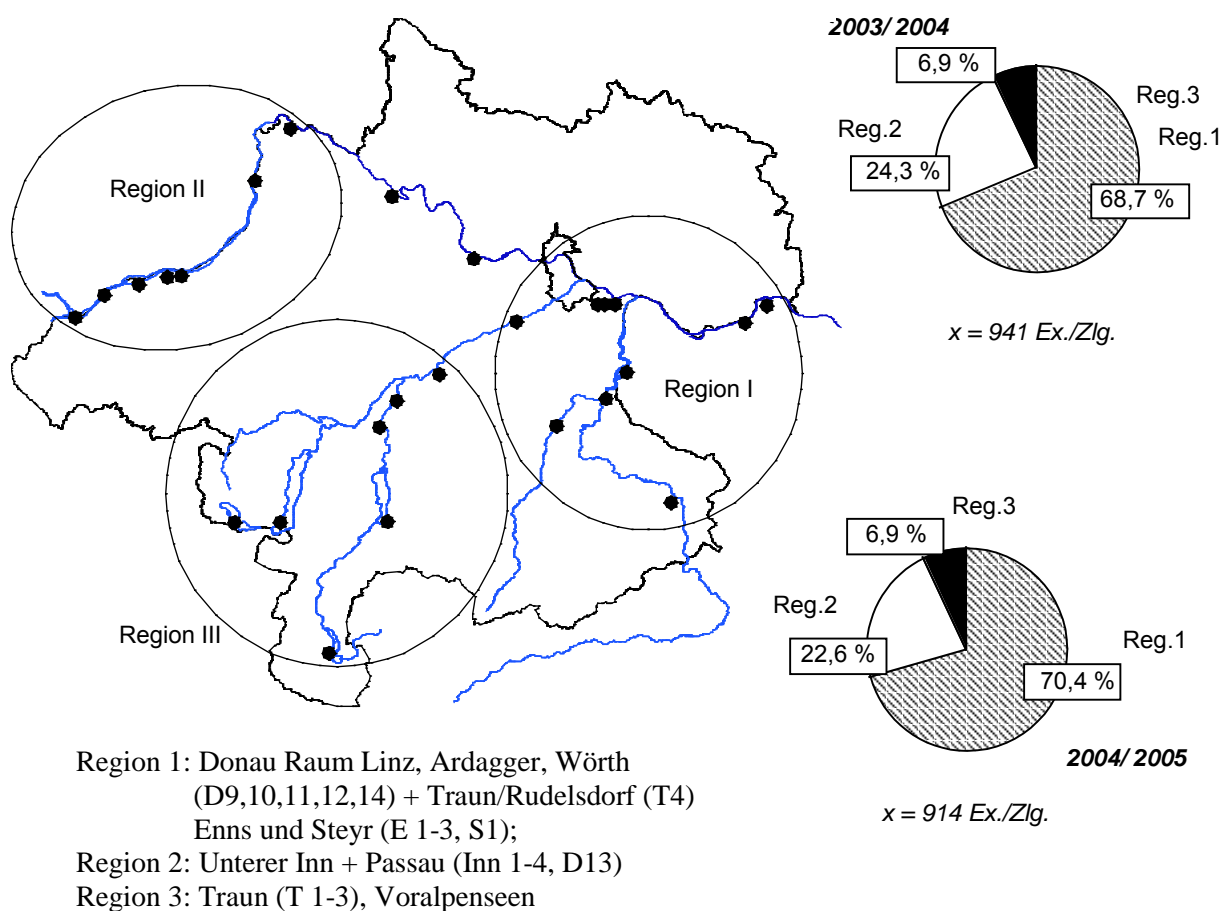 2003/ 2004
6,9 %
Reg.3
Reg.2
Reg.1
24,3 %
68,7 %
x = 941 Ex./Zlg.
Region II
Region I
Region III
Reg.3
6,9 %
Reg.2
Reg.1
22,6 %
70,4 %
2004/ 2005
x = 914 Ex./Zlg.
Region 1: Donau Raum Linz, Ardagger, Wörth
(D9,10,11,12,14) + Traun/Rudelsdorf (T4)
Enns und Steyr (E 1-3, S1);
Region 2: Unterer Inn + Passau (Inn 1-4, D13)
Region 3: Traun (T 1-3), Voralpenseen